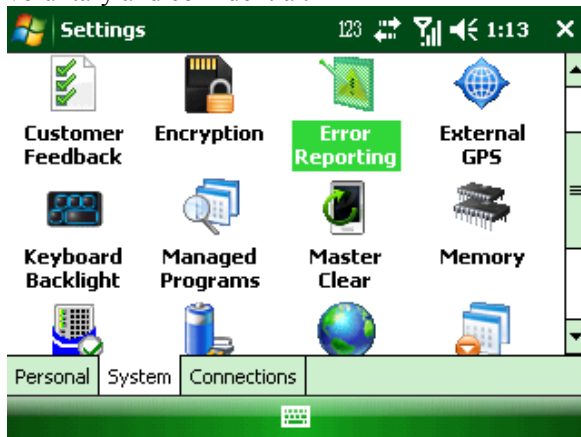 Settings 123 1:13
Customer Encryption Error External
Feedback Reporting GPS
Keyboard Managed Master Memory
Backlight Programs Clear
Personal System Connections